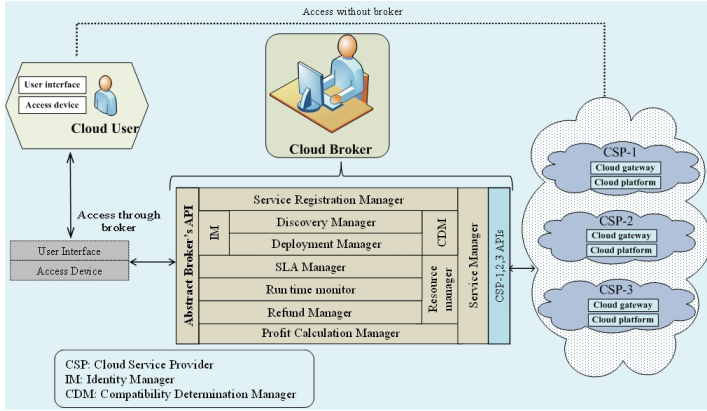 Access without broker
User interface
Access device
Cloud User
Cloud Broker
CSP-1
Cloud gateway
Cloud platform
CSP-2
Cloud gateway
Cloud platform
CSP-3
Cloud gateway
Cloud platform
Access through
broker
User Interface
Access Device
Abstract Broker's API
Service Registration Manager
IM
Discovery Manager
Deployment Manager
CDM
SLA Manager
Run time monitor
Refund Manager
Resource
manager
Profit Calculation Manager
Service Manager
CSP-1,2,3 APIs
CSP: Cloud Service Provider
IM: Identity Manager
CDM: Compatibility Determination Manager